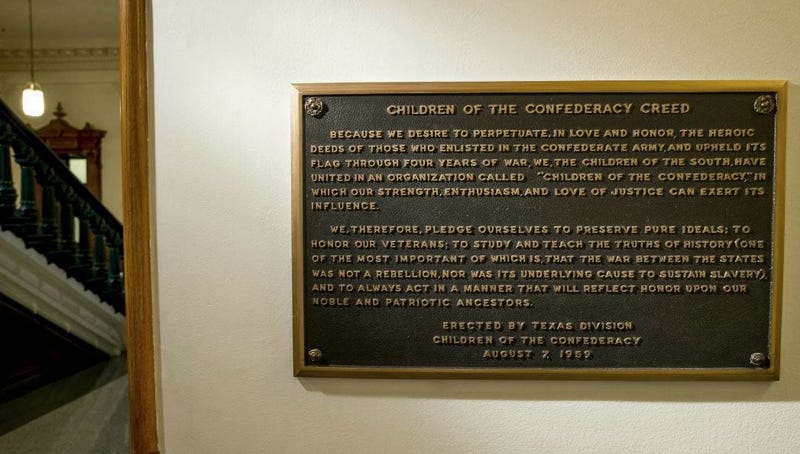 CHILDREN OF THE CONFEDERACY CREED
BECAUSE WE DESIRE TO PERPETUATE, IN LOVE AND HONOR, THE HEROIC
DEEDS OF THOSE WHO ENLISTED IN THE CONFEDERATE ARMY, AND UPHELD ITS
FLAG THROUGH FOUR YEARS OF WAR, WE, THE CHILDREN OF THE SOUTH, HAVE
UNITED IN AN ORGANIZATION CALLED "CHILDREN OF THE CONFEDERACY," IN
WHICH OUR STRENGTH, ENTHUSIASM, AND LOVE OF JUSTICE CAN EXERT ITS
INFLUENCE.
WE, THEREFORE, PLEDGE OURSELVES TO PRESERVE PURE IDEALS; TO
HONOR OUR VETERANS; TO STUDY AND TEACH THE TRUTHS OF HISTORY (ONE
OF THE MOST IMPORTANT OF WHICH IS, THAT THE WAR BETWEEN THE STATES
WAS NOT A REBELLION, NOR WAS ITS UNDERLYING CAUSE TO SUSTAIN SLAVERY),
AND TO ALWAYS ACT IN A MANNER THAT WILL REFLECT HONOR UPON OUR
NOBLE AND PATRIOTIC ANCESTORS.
ERECTED BY TEXAS DIVISION
CHILDREN OF THE CONFEDERACY
AUGUST 7, 1959